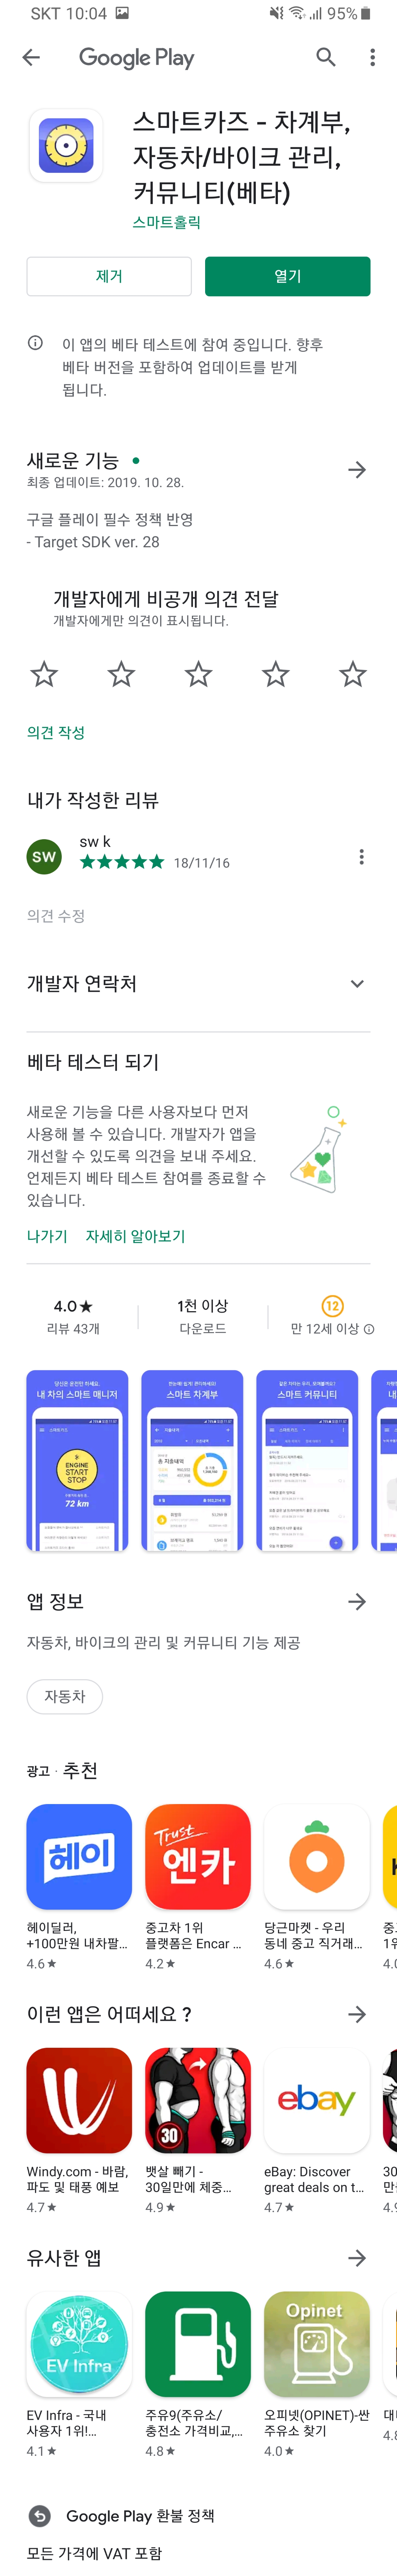 SKT 10:04 95%
Google Play
스마트카즈 - 차계부,
자동차/바이크 관리,
커뮤니티(베타)
스마트홀릭
제거 열기
이 앱의 베타 테스트에 참여 중입니다. 향후
베타 버전을 포함하여 업데이트를 받게
됩니다.
새로운 기능
최종 업데이트: 2019. 10. 28.
구글 플레이 필수 정책 반영
- Target SDK ver. 28
개발자에게 비공개 의견 전달
개발자에게만 의견이 표시됩니다.
의견 작성
내가 작성한 리뷰
SW
sw k
★★★★★ 18/11/16
의견 수정
개발자 연락처
베타 테스터 되기
새로운 기능을 다른 사용자보다 먼저
사용해 볼 수 있습니다. 개발자가 앱을
개선할 수 있도록 의견을 보내 주세요.
언제든지 베타 테스트 참여를 종료할 수
있습니다.
나가기 자세히 알아보기
4.0★ 1천 이상 12
리뷰 43개 다운로드 만 12세 이상
내 차의 스마트 매니저 스마트 차계부 스마트 커뮤니티
ENGINE
START
STOP
72 km
앱 정보
자동차, 바이크의 관리 및 커뮤니티 기능 제공
자동차
광고 · 추천
헤이 Trust 엔카
헤이딜러, 중고차 1위 당근마켓 - 우리
+100만원 내차팔... 플랫폼은 Encar ... 동네 중고 직거래...
4.6★ 4.2★ 4.6★
이런 앱은 어떠세요 ?
30 ebay
Windy.com - 바람, 뱃살 빼기 - eBay: Discover
파도 및 태풍 예보 30일만에 체중... great deals on t...
4.7★ 4.9★ 4.7★
유사한 앱
EV Infra Opinet
EV Infra - 국내 주유9(주유소/ 오피넷(OPINET)-싼
사용자 1위!... 충전소 가격비교,... 주유소 찾기
4.1★ 4.8★ 4.0★
Google Play 환불 정책
모든 가격에 VAT 포함